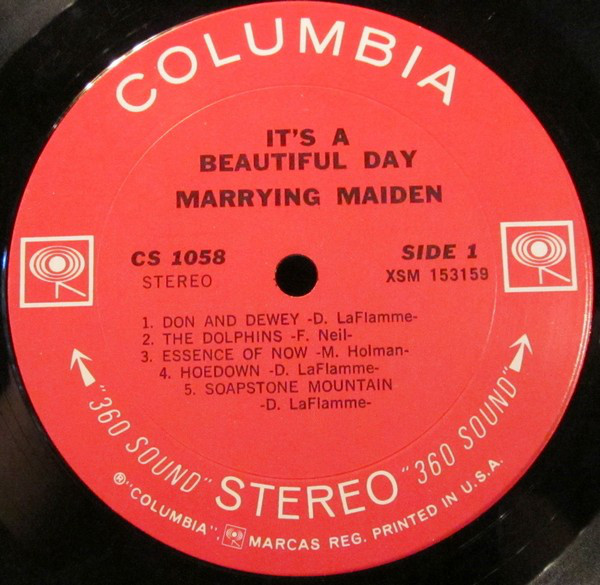 COLUMBIA
IT'S A
BEAUTIFUL DAY
MARRYING MAIDEN
CS 1058
STEREO
SIDE 1
XSM 153159
1. DON AND DEWEY -D. LaFlamme-
2. THE DOLPHINS -F. Neil-
3. ESSENCE OF NOW -M. Holman-
4. HOEDOWN -D. LaFlamme-
5. SOAPSTONE MOUNTAIN
-D. LaFlamme-
"360 SOUND" STEREO "360 SOUND"
®"COLUMBIA", MARCAS REG. PRINTED IN U.S.A.